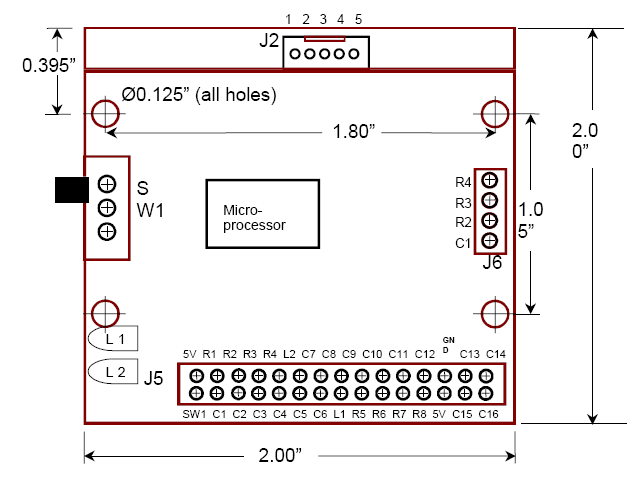 1 2 3 4 5
J2
0.395”
Ø0.125” (all holes)
1.80”
2.0
0”
S
W1
Micro-
processor
R4
R3
R2
C1
J6
1.0
5”
L 1
L 2
J5
GN
D
5V R1 R2 R3 R4 L2 C7 C8 C9 C10 C11 C12 C13 C14
SW1 C1 C2 C3 C4 C5 C6 L1 R5 R6 R7 R8 5V C15 C16
2.00”